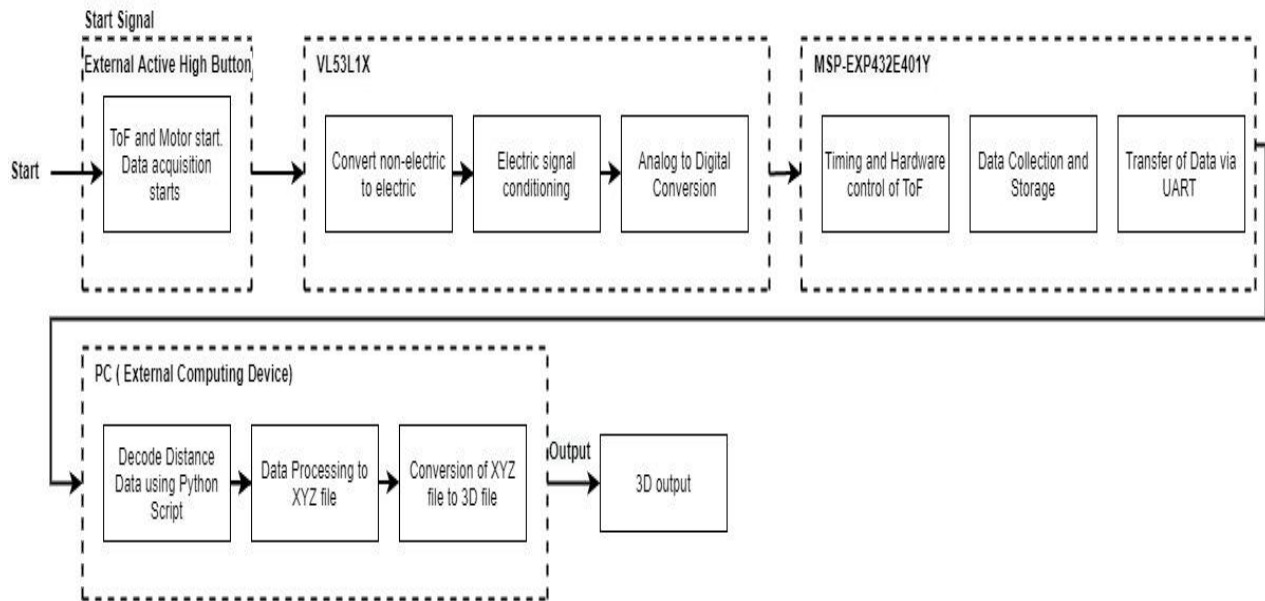 Start Signal
External Active High Button
Start
ToF and Motor start.
Data acquisition
starts
VL53L1X
Convert non-electric
to electric
Electric signal
conditioning
Analog to Digital
Conversion
MSP-EXP432E401Y
Timing and Hardware
control of ToF
Data Collection and
Storage
Transfer of Data via
UART
PC ( External Computing Device)
Decode Distance
Data using Python
Script
Data Processing to
XYZ file
Conversion of XYZ
file to 3D file
Output
3D output